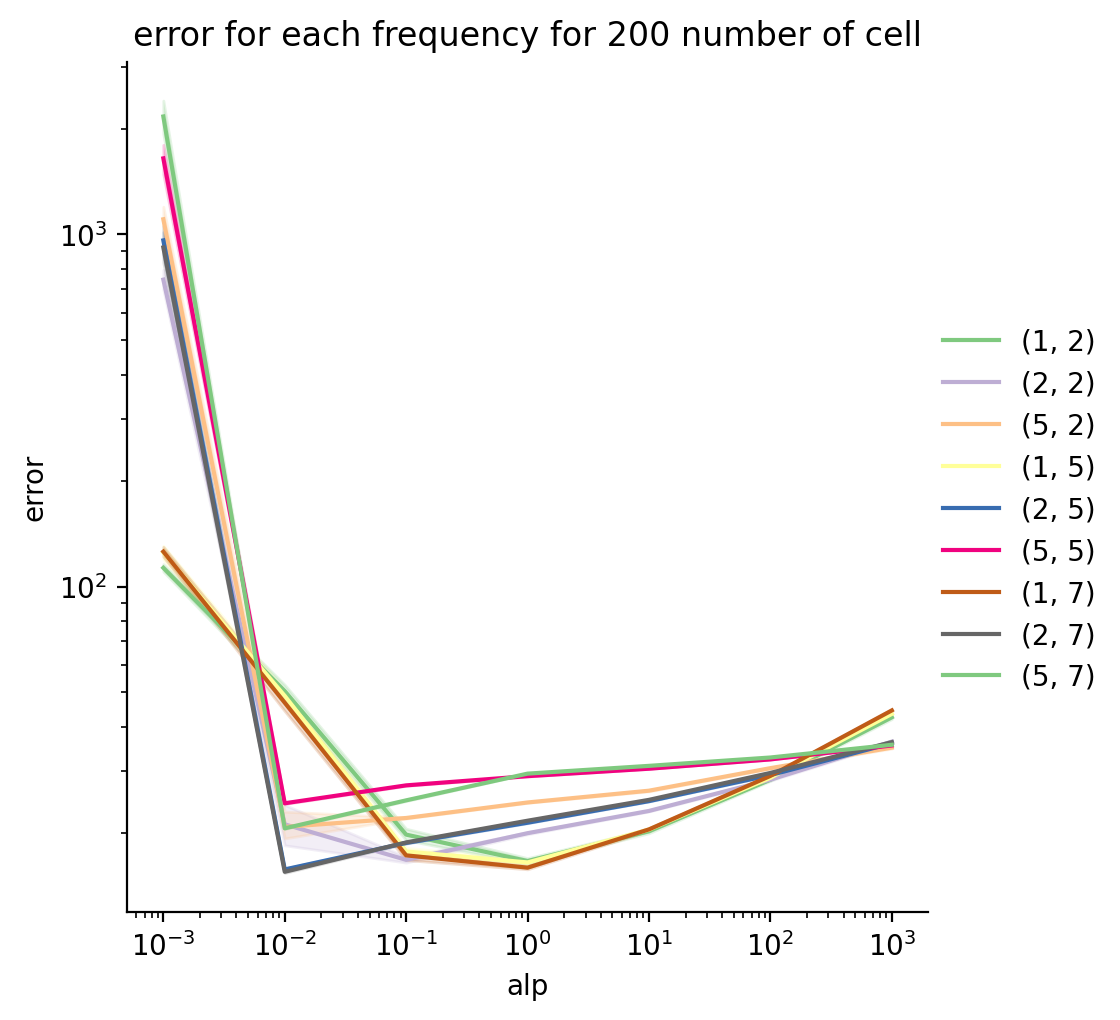 error for each frequency for 200 number of cell
error
10³
10²
10⁻³ 10⁻² 10⁻¹ 10⁰ 10¹ 10² 10³
alp
(1, 2)
(2, 2)
(5, 2)
(1, 5)
(2, 5)
(5, 5)
(1, 7)
(2, 7)
(5, 7)